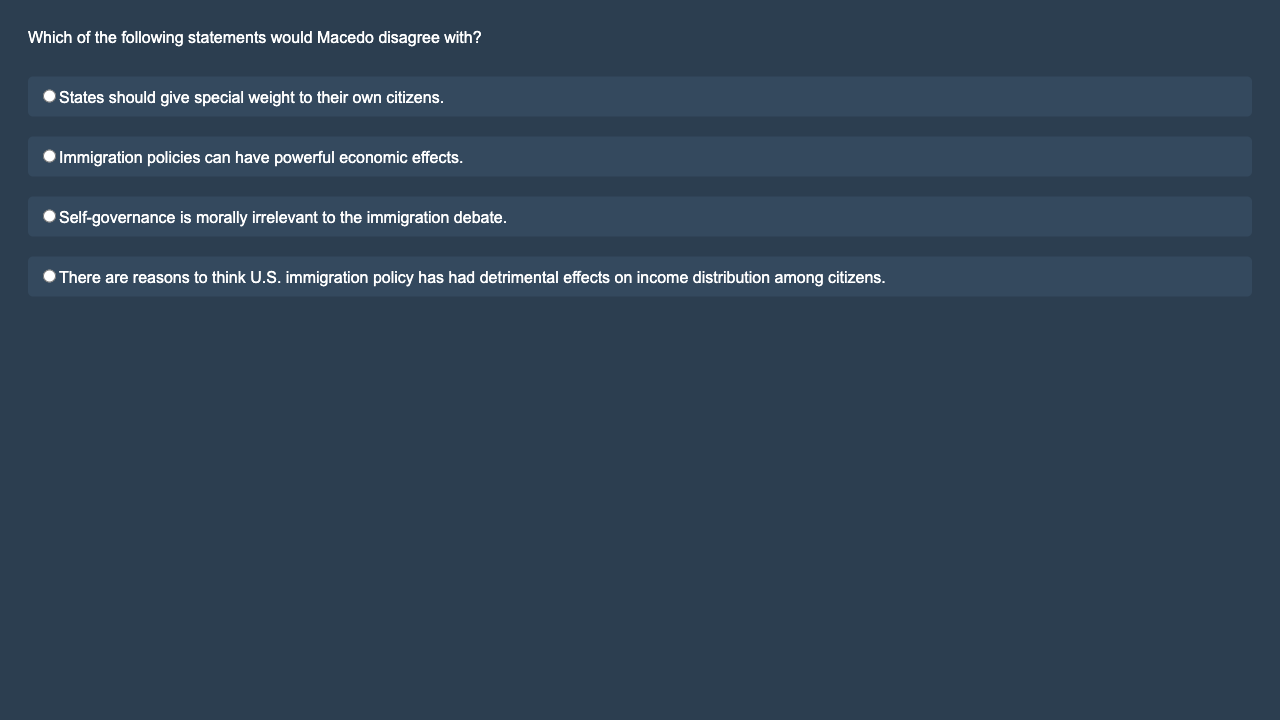 Which of the following statements would Macedo disagree with?
States should give special weight to their own citizens.
Immigration policies can have powerful economic effects.
Self-governance is morally irrelevant to the immigration debate.
There are reasons to think U.S. immigration policy has had detrimental effects on income distribution among citizens.